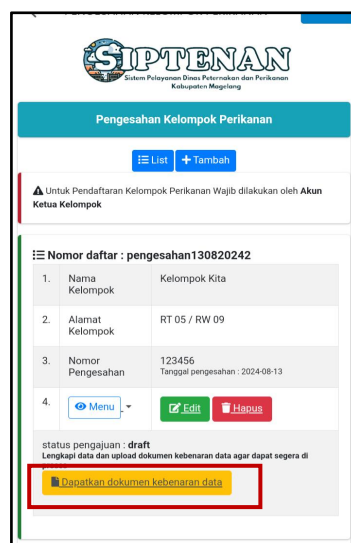 SIPTENAN
Sistem Pelayanan Dinas Peternakan dan Perikanan
Kabupaten Magelang
Pengesahan Kelompok Perikanan
List
+ Tambah
Untuk Pendaftaran Kelompok Perikanan Wajib dilakukan oleh Akun
Ketua Kelompok
Nomor daftar : pengesahan130820242
1. Nama Kelompok Kelompok Kita
2. Alamat Kelompok RT 05 / RW 09
3. Nomor Pengesahan 123456
Tanggal pengesahan : 2024-08-13
4. Menu Edit Hapus
status pengajuan : draft
Lengkapi data dan upload dokumen kebenaran data agar dapat segera di
Dapatkan dokumen kebenaran data